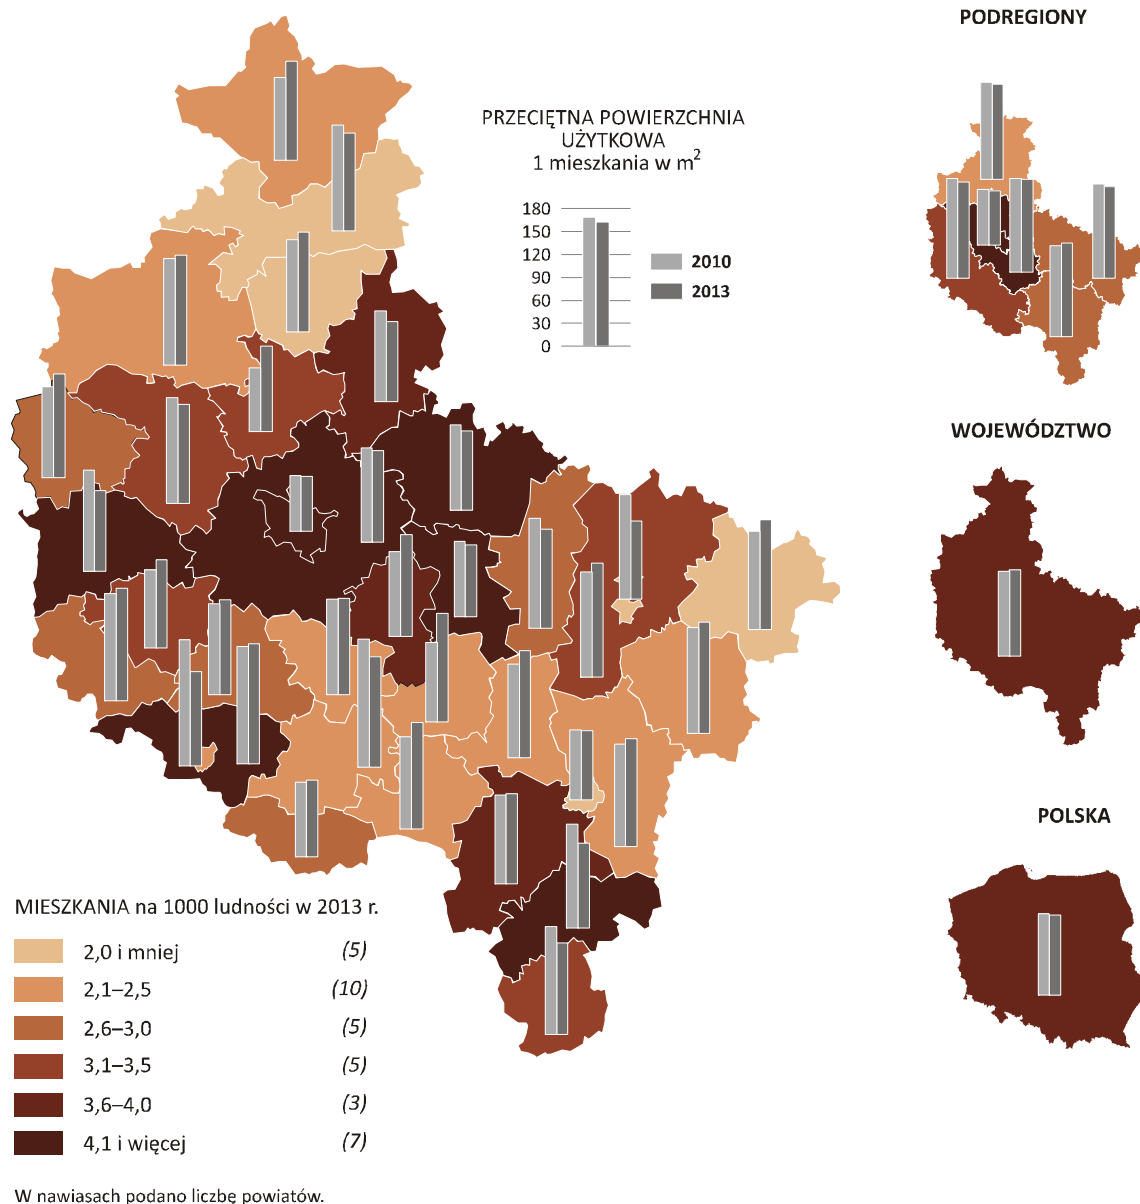 PODREGIONY
PRZECIĘTNA POWIERZCHNIA
UŻYTKOWA
1 mieszkania w m²
180
150
120
90
60
30
0
2010
2013
WOJEWÓDZTWO
POLSKA
MIESZKANIA na 1000 ludności w 2013 r.
2,0 i mniej (5)
2,1–2,5 (10)
2,6–3,0 (5)
3,1–3,5 (5)
3,6–4,0 (3)
4,1 i więcej (7)
W nawiasach podano liczbę powiatów.